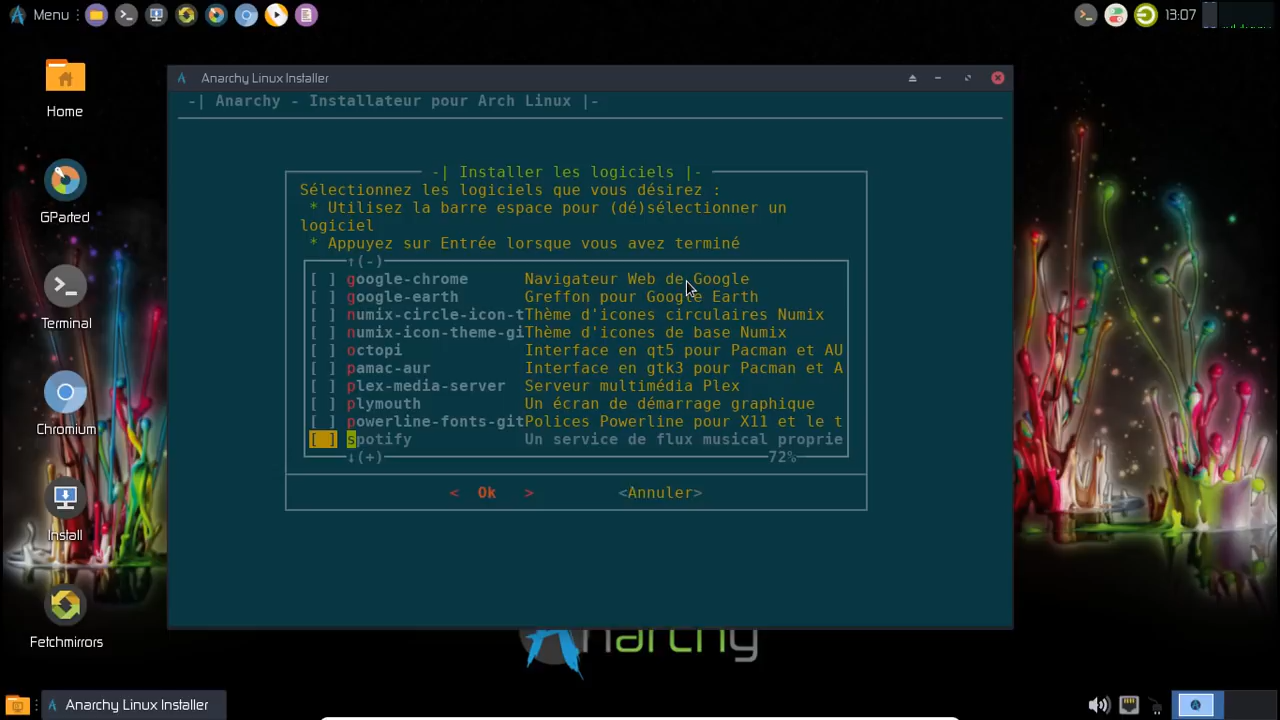 Menu
13:07
Home
GParted
Terminal
Chromium
Install
Fetchmirrors
Anarchy Linux Installer
-| Anarchy - Installateur pour Arch Linux |-
-| Installer les logiciels |-
Sélectionnez les logiciels que vous désirez :
* Utilisez la barre espace pour (dé)sélectionner un
logiciel
* Appuyez sur Entrée lorsque vous avez terminé
↑(-)
[ ] google-chrome Navigateur Web de Google
[ ] google-earth Greffon pour Google Earth
[ ] numix-circle-icon-tThème d'icones circulaires Numix
[ ] numix-icon-theme-giThème d'icones de base Numix
[ ] octopi Interface en qt5 pour Pacman et AU
[ ] pamac-aur Interface en gtk3 pour Pacman et A
[ ] plex-media-server Serveur multimédia Plex
[ ] plymouth Un écran de démarrage graphique
[ ] powerline-fonts-gitPolices Powerline pour X11 et le t
[ ] spotify Un service de flux musical proprie
↓(+) 72%
< Ok > <Annuler>
Anarchy
Anarchy Linux Installer